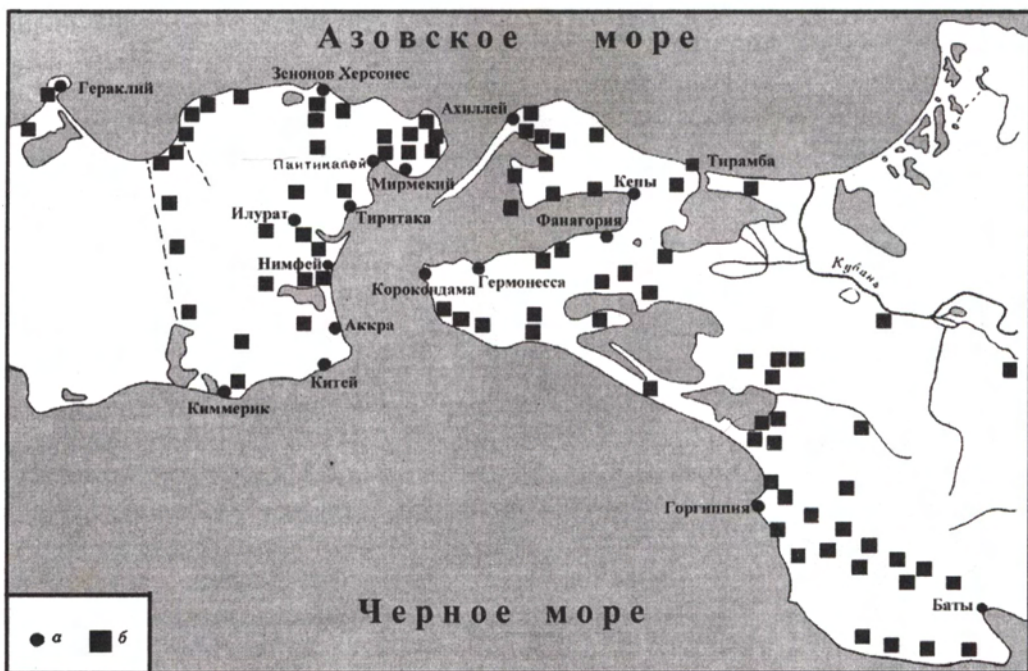 Азовское море
Гераклий
Зенонов Херсонес
Ахиллей
Пантикапей
Мирмекий
Тирамба
Кепы
Илурат
Тиритака
Фанагория
Нимфей
Корокондама
Гермонесса
Кубань
Аккра
Китей
Киммерик
Горгиппия
Баты
Черное море
а б